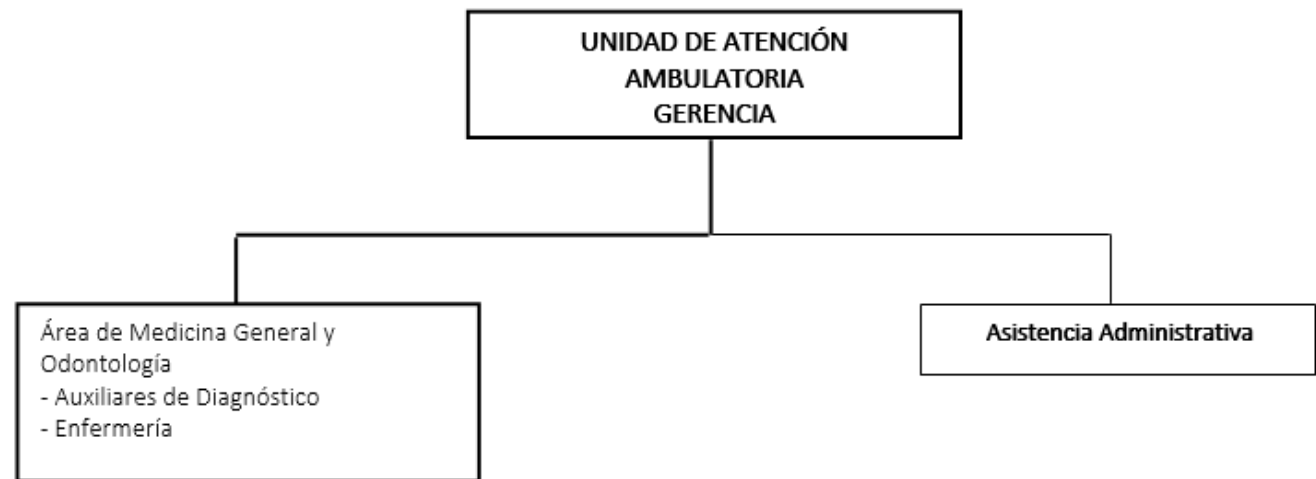 UNIDAD DE ATENCIÓN
AMBULATORIA
GERENCIA
Área de Medicina General y
Odontología
- Auxiliares de Diagnóstico
- Enfermería
Asistencia Administrativa